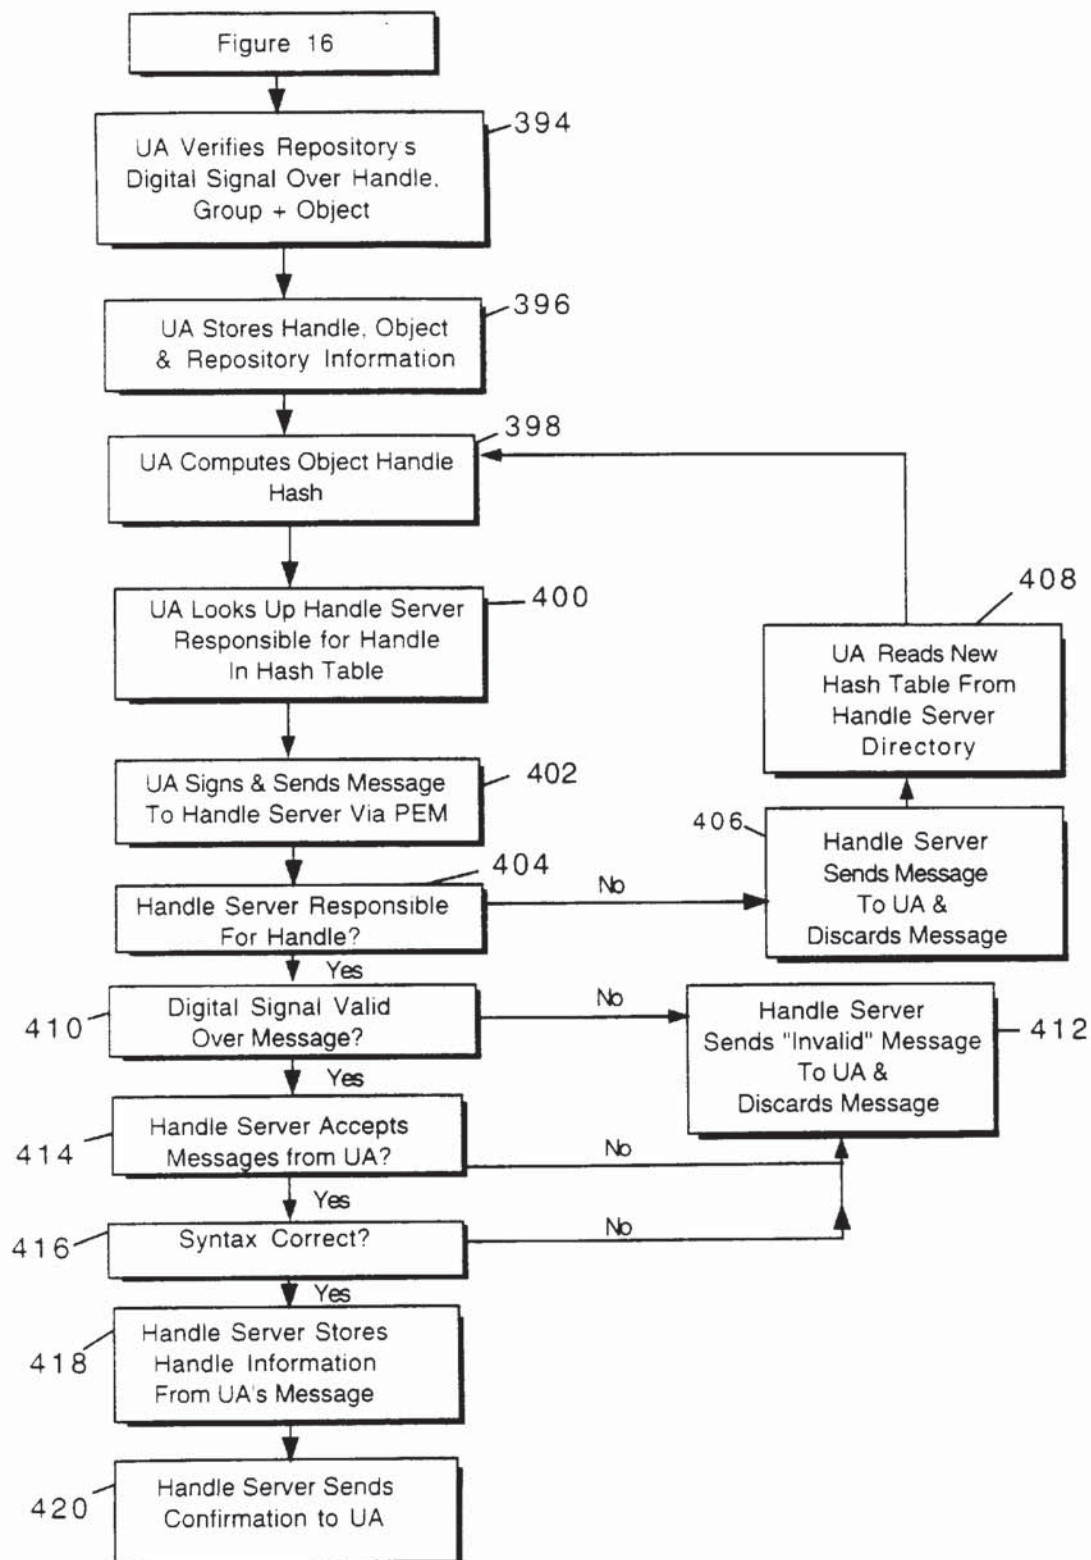 Figure 16
394
UA Verifies Repository's
Digital Signal Over Handle,
Group + Object
396
UA Stores Handle, Object
& Repository Information
398
UA Computes Object Handle
Hash
400
UA Looks Up Handle Server
Responsible for Handle
In Hash Table
408
UA Reads New
Hash Table From
Handle Server
Directory
402
UA Signs & Sends Message
To Handle Server Via PEM
406
Handle Server
Sends Message
To UA &
Discards Message
404
Handle Server Responsible
For Handle?
No
Yes
410
Digital Signal Valid
Over Message?
No
Handle Server
Sends "Invalid" Message
To UA &
Discards Message
412
Yes
414
Handle Server Accepts
Messages from UA?
No
Yes
416
Syntax Correct?
No
Yes
418
Handle Server Stores
Handle Information
From UA's Message
420
Handle Server Sends
Confirmation to UA